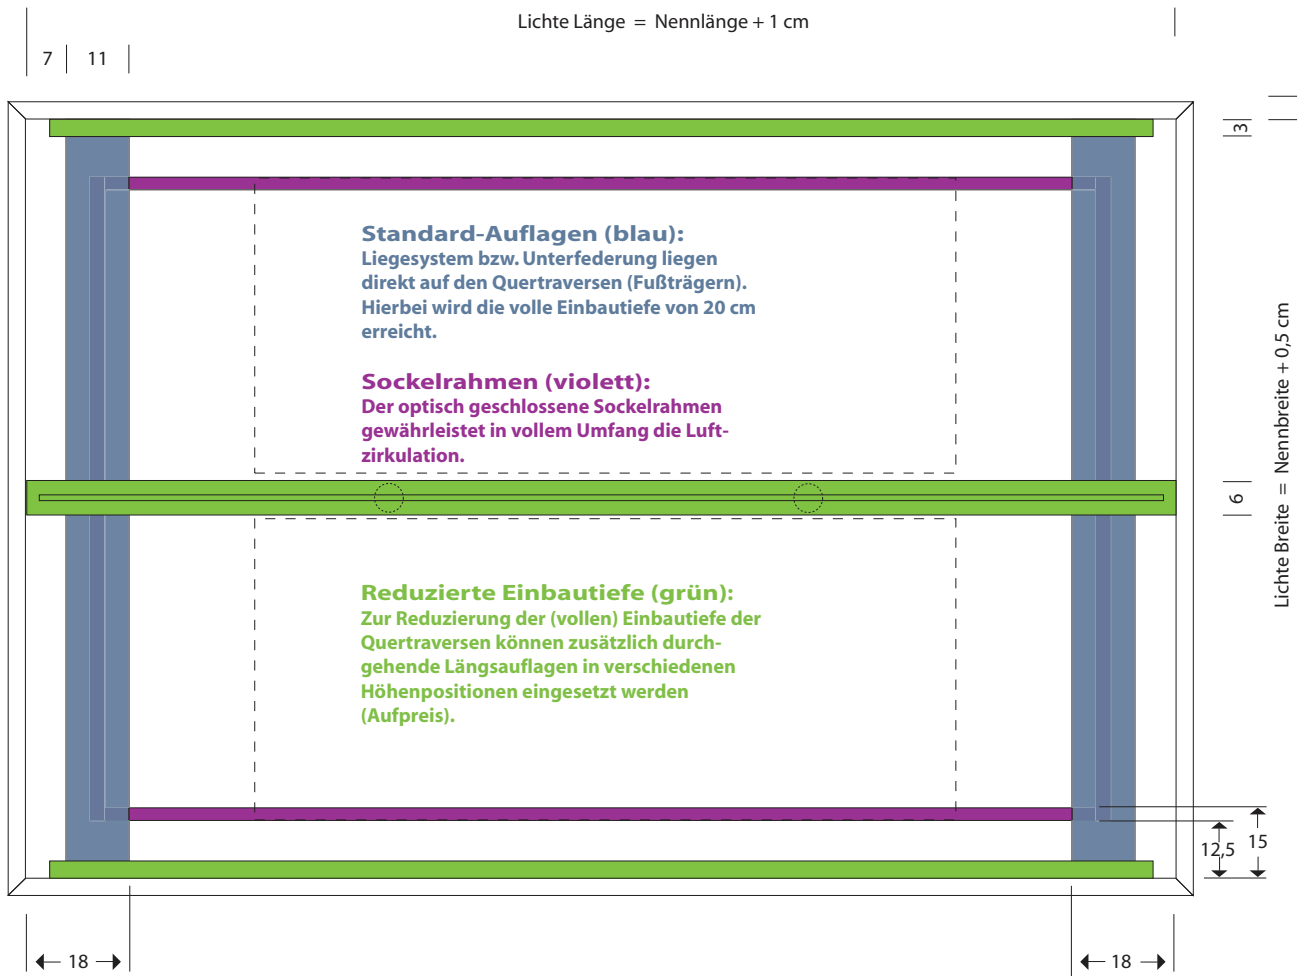 Lichte Länge = Nennlänge + 1 cm
7 11
3
Standard-Auflagen (blau):
Liegesystem bzw. Unterfederung liegen
direkt auf den Quertraversen (Fußträgern).
Hierbei wird die volle Einbautiefe von 20 cm
erreicht.
Sockelrahmen (violett):
Der optisch geschlossene Sockelrahmen
gewährleistet in vollem Umfang die Luft-
zirkulation.
6
Lichte Breite = Nennbreite + 0,5 cm
Reduzierte Einbautiefe (grün):
Zur Reduzierung der (vollen) Einbautiefe der
Quertraversen können zusätzlich durch-
gehende Längsauflagen in verschiedenen
Höhenpositionen eingesetzt werden
(Aufpreis).
12,5 15
18 18